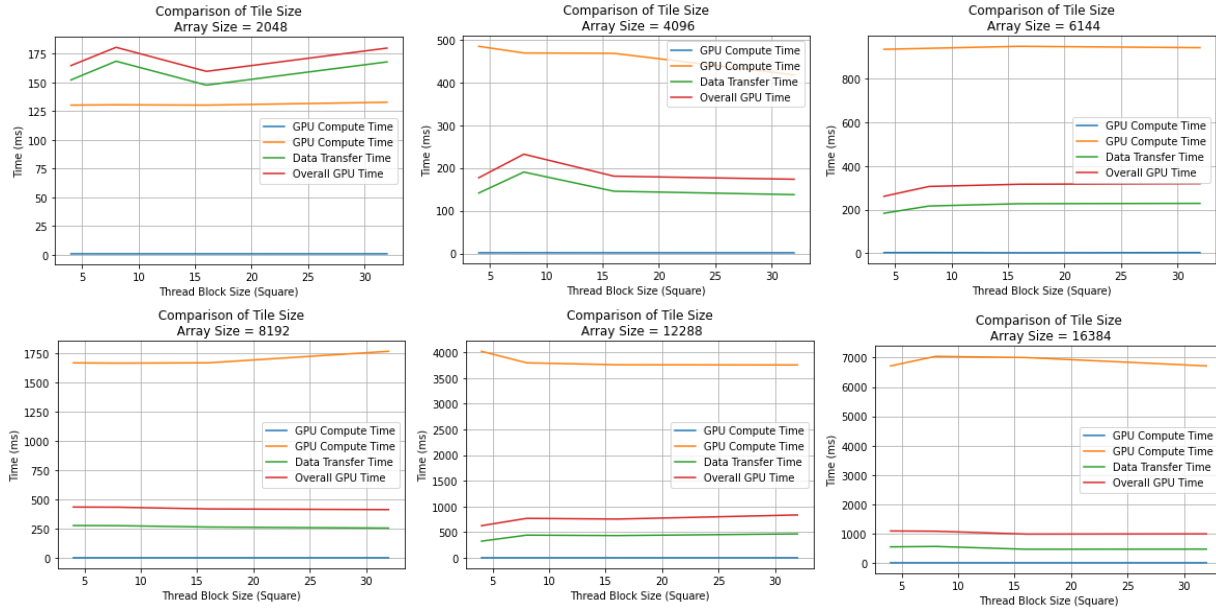 Comparison of Tile Size
Array Size = 2048
175
150
125
100
75
50
25
0
Time (ms)
GPU Compute Time
GPU Compute Time
Data Transfer Time
Overall GPU Time
5 10 15 20 25 30
Thread Block Size (Square)
Comparison of Tile Size
Array Size = 4096
500
400
300
200
100
0
Time (ms)
GPU Compute Time
GPU Compute Time
Data Transfer Time
Overall GPU Time
5 10 15 20 25 30
Thread Block Size (Square)
Comparison of Tile Size
Array Size = 6144
800
600
400
200
0
Time (ms)
GPU Compute Time
GPU Compute Time
Data Transfer Time
Overall GPU Time
5 10 15 20 25 30
Thread Block Size (Square)
Comparison of Tile Size
Array Size = 8192
1750
1500
1250
1000
750
500
250
0
Time (ms)
GPU Compute Time
GPU Compute Time
Data Transfer Time
Overall GPU Time
5 10 15 20 25 30
Thread Block Size (Square)
Comparison of Tile Size
Array Size = 12288
4000
3500
3000
2500
2000
1500
1000
500
0
Time (ms)
GPU Compute Time
GPU Compute Time
Data Transfer Time
Overall GPU Time
5 10 15 20 25 30
Thread Block Size (Square)
Comparison of Tile Size
Array Size = 16384
7000
6000
5000
4000
3000
2000
1000
0
Time (ms)
GPU Compute Time
GPU Compute Time
Data Transfer Time
Overall GPU Time
5 10 15 20 25 30
Thread Block Size (Square)